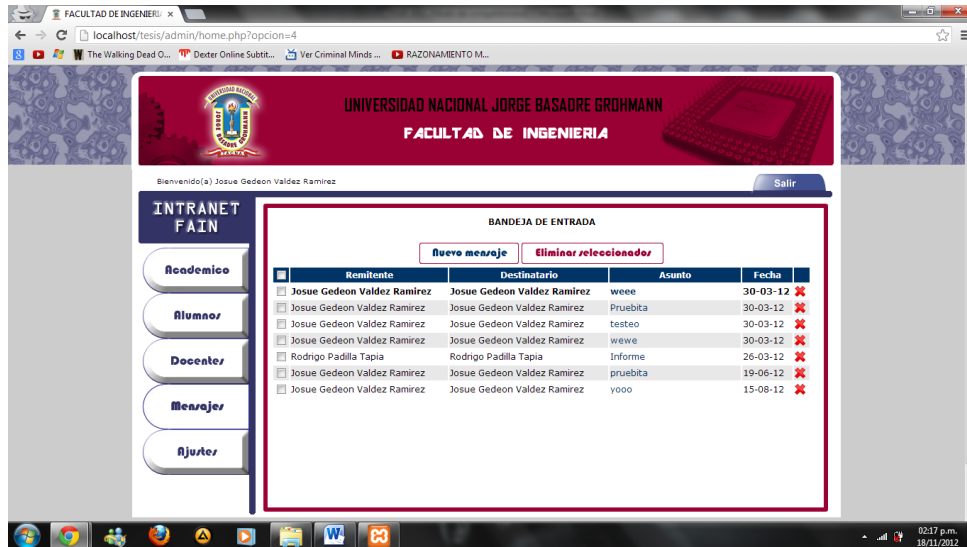 FACULTAD DE INGENIERI
localhost/tesis/admin/home.php?opcion=4
The Walking Dead O... Dexter Online Subtit... Ver Criminal Minds ... RAZONAMIENTO M...
UNIVERSIDAD NACIONAL
JORGE BASADRE GROHMANN
TACNA
UNIVERSIDAD NACIONAL JORGE BASADRE GROHMANN
FACULTAD DE INGENIERIA
Bienvenido(a) Josue Gedeon Valdez Ramirez
Salir
INTRANET
FAIN
Academico
Alumnos
Docentes
Mensajes
Ajustes
BANDEJA DE ENTRADA
Nuevo mensaje Eliminar seleccionados
Remitente Destinatario Asunto Fecha
Josue Gedeon Valdez Ramirez Josue Gedeon Valdez Ramirez weee 30-03-12
Josue Gedeon Valdez Ramirez Josue Gedeon Valdez Ramirez Pruebita 30-03-12
Josue Gedeon Valdez Ramirez Josue Gedeon Valdez Ramirez testeo 30-03-12
Josue Gedeon Valdez Ramirez Josue Gedeon Valdez Ramirez wewe 30-03-12
Rodrigo Padilla Tapia Rodrigo Padilla Tapia Informe 26-03-12
Josue Gedeon Valdez Ramirez Josue Gedeon Valdez Ramirez pruebita 19-06-12
Josue Gedeon Valdez Ramirez Josue Gedeon Valdez Ramirez yooo 15-08-12
02:17 p.m.
18/11/2012